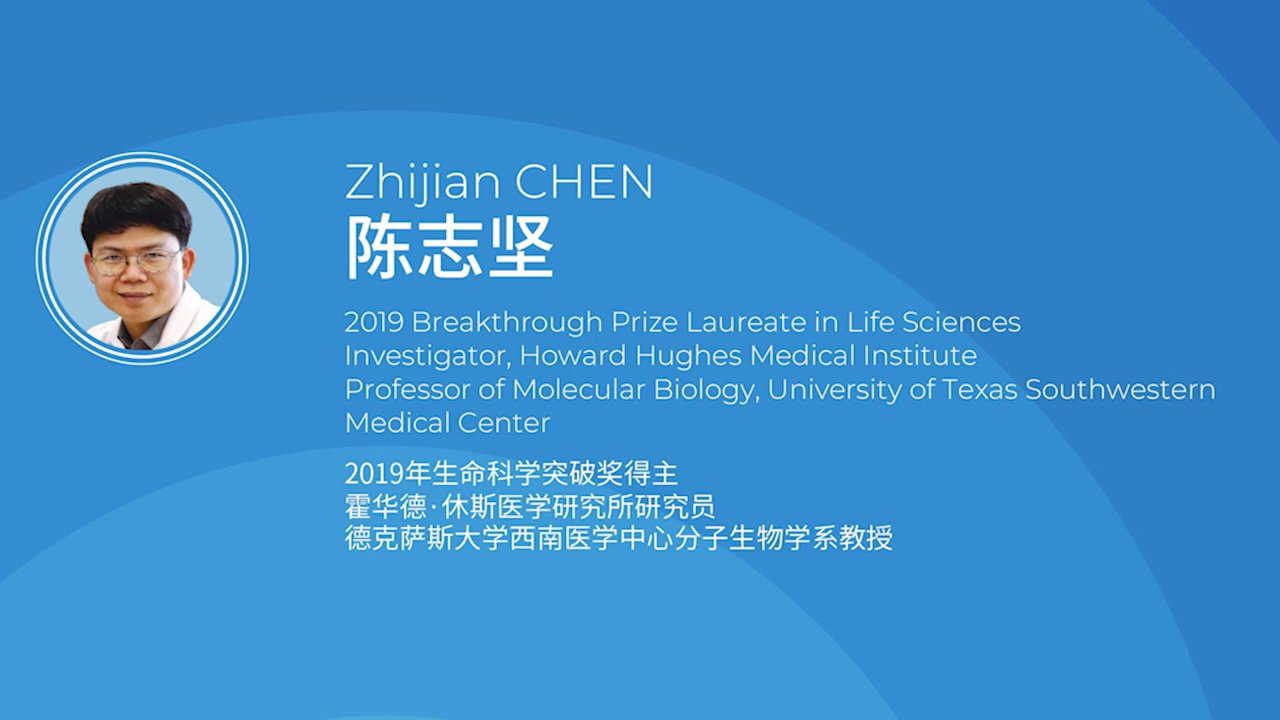 Zhijian CHEN
陈志坚
2019 Breakthrough Prize Laureate in Life Sciences
Investigator, Howard Hughes Medical Institute
Professor of Molecular Biology, University of Texas Southwestern
Medical Center
2019年生命科学突破奖得主
霍华德·休斯医学研究所研究员
德克萨斯大学西南医学中心分子生物学系教授